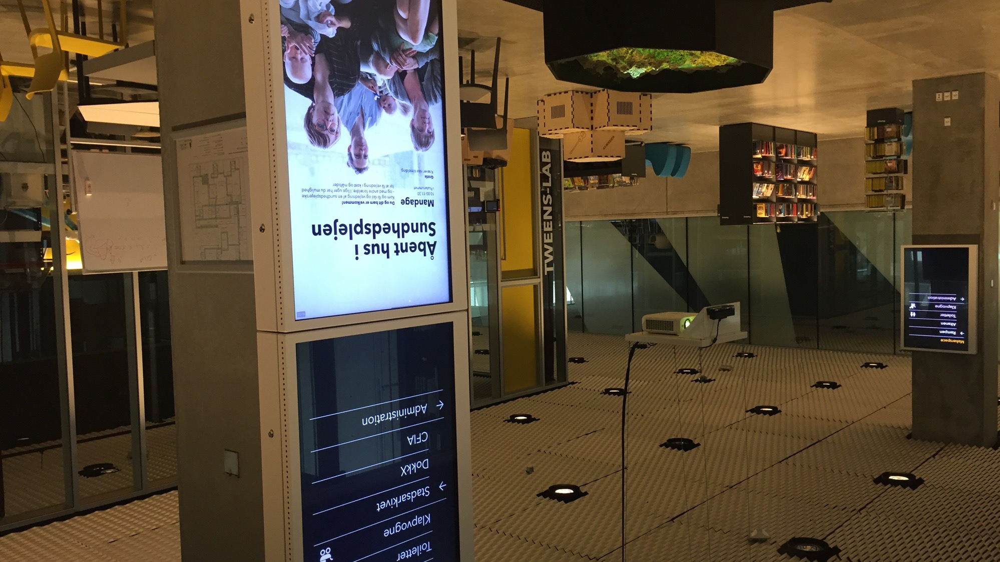 Toiletter
Klapvogne
Stadsarkivet
DokkX
CFIA
Administration
Åbent hus i
Sundhedsplejen
Mandage
10.00-11.30
i Pusterummet
Gratis
Kræver ikke tilmelding
Du og dit barn er velkommen!
Kom og få råd og vejledning af en sundhedsplejerske
- og mød andre forældre. I lige uger har du mulighed
for at få vejledning i kost og måltider
TWEENS-LAB
Makerspace
Rampen
Altanen
Toiletter
Klapvogne
Administration